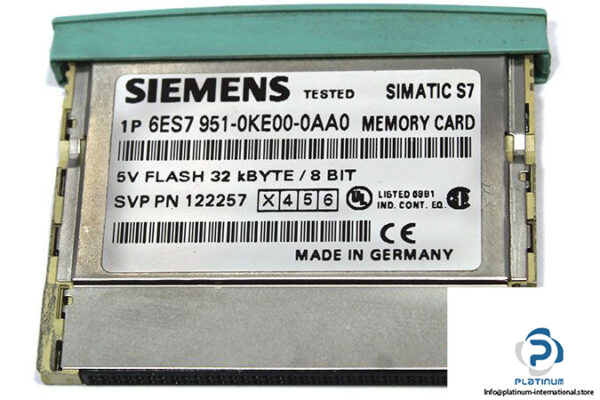 SIEMENS TESTED SIMATIC S7
1P 6ES7 951-0KE00-0AA0 MEMORY CARD
5V FLASH 32 kBYTE / 8 BIT
SVP PN 122257 X 4 5 6 UL LISTED 69B1
IND. CONT. EQ.
CE
MADE IN GERMANY
PLATINUM
Info@platinum-international.store